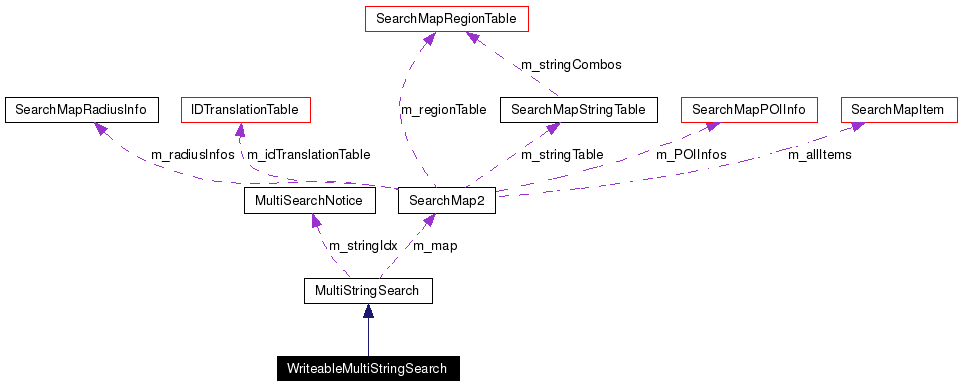 SearchMapRegionTable
m_stringCombos
SearchMapRadiusInfo
IDTranslationTable
m_regionTable
SearchMapStringTable
SearchMapPOIInfo
SearchMapItem
m_radiusInfos
m_idTranslationTable
m_stringTable
m_POIInfos
m_allItems
MultiSearchNotice
SearchMap2
m_stringIdx
m_map
MultiStringSearch
WriteableMultiStringSearch